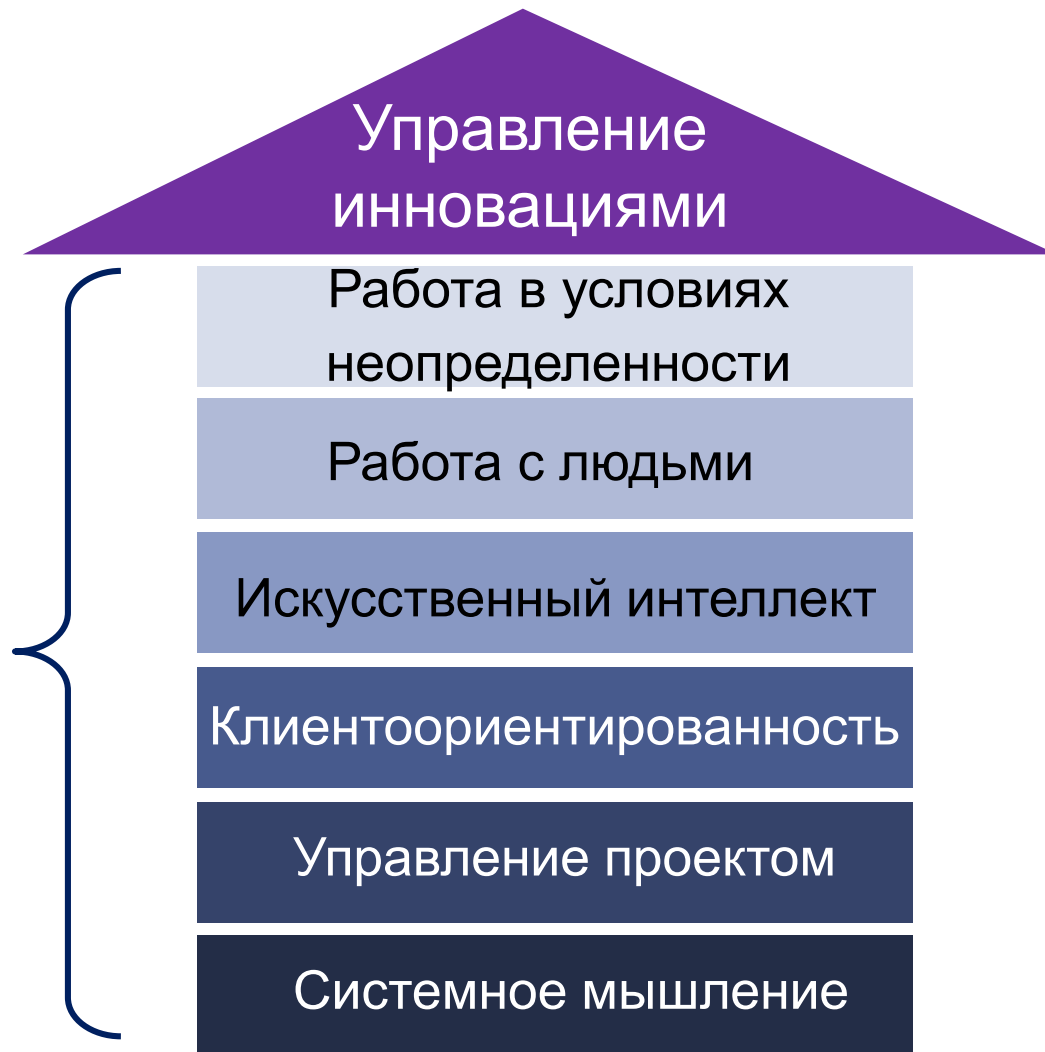 Управление
инновациями
Работа в условиях
неопределенности
Работа с людьми
Искусственный интеллект
Клиентоориентированность
Управление проектом
Системное мышление